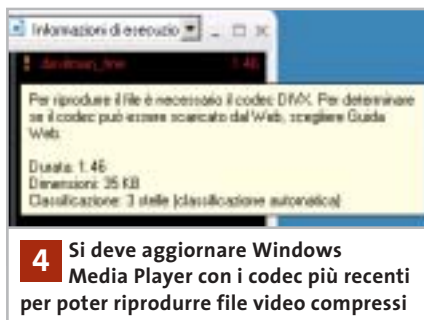 Informazioni di esecuzio
1:46
Per riprodurre il file è necessario il codec DIVX. Per determinare
se il codec può essere scaricato dal Web, scegliere Guida
Web.
Durata: 1:46
Dimensioni: 35 KB
Classificazione: 3 stelle (classificazione automatica)
4 Si deve aggiornare Windows
Media Player con i codec più recenti
per poter riprodurre file video compressi